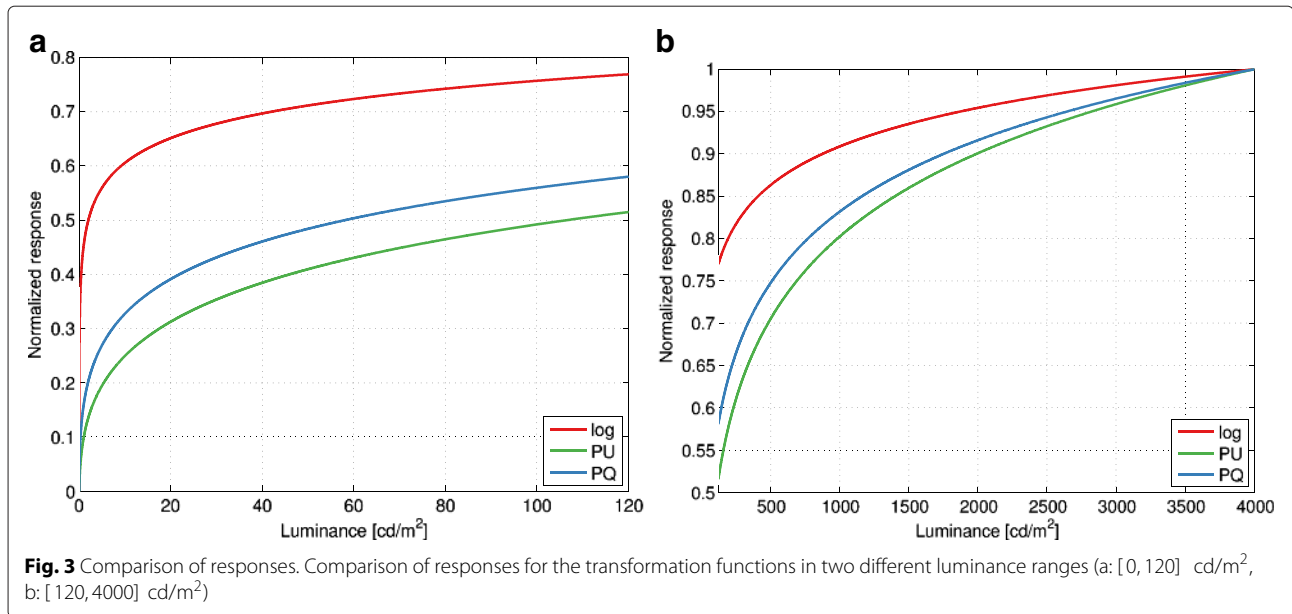 a
0.8
0.7
0.6
0.5
0.4
0.3
0.2
0.1
0
Normalized response
0 20 40 60 80 100 120
Luminance [cd/m²]
log
PU
PQ
b
1
0.95
0.9
0.85
0.8
0.75
0.7
0.65
0.6
0.55
0.5
Normalized response
500 1000 1500 2000 2500 3000 3500 4000
Luminance [cd/m²]
log
PU
PQ
Fig. 3 Comparison of responses. Comparison of responses for the transformation functions in two different luminance ranges (a: [ 0, 120] cd/m²,
b: [ 120, 4000] cd/m²)